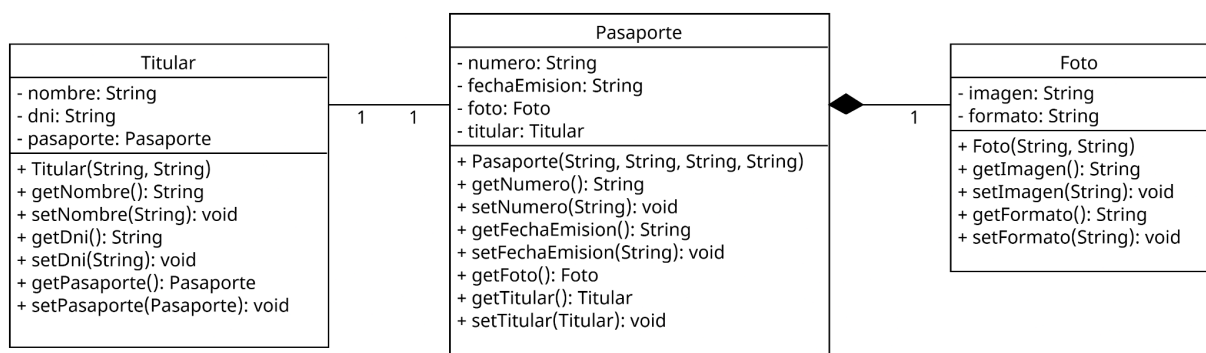 Titular
- nombre: String
- dni: String
- pasaporte: Pasaporte
+ Titular(String, String)
+ getNombre(): String
+ setNombre(String): void
+ getDni(): String
+ setDni(String): void
+ getPasaporte(): Pasaporte
+ setPasaporte(Pasaporte): void
1
1
Pasaporte
- numero: String
- fechaEmision: String
- foto: Foto
- titular: Titular
+ Pasaporte(String, String, String, String)
+ getNumero(): String
+ setNumero(String): void
+ getFechaEmision(): String
+ setFechaEmision(String): void
+ getFoto(): Foto
+ getTitular(): Titular
+ setTitular(Titular): void
1
Foto
- imagen: String
- formato: String
+ Foto(String, String)
+ getImagen(): String
+ setImagen(String): void
+ getFormato(): String
+ setFormato(String): void